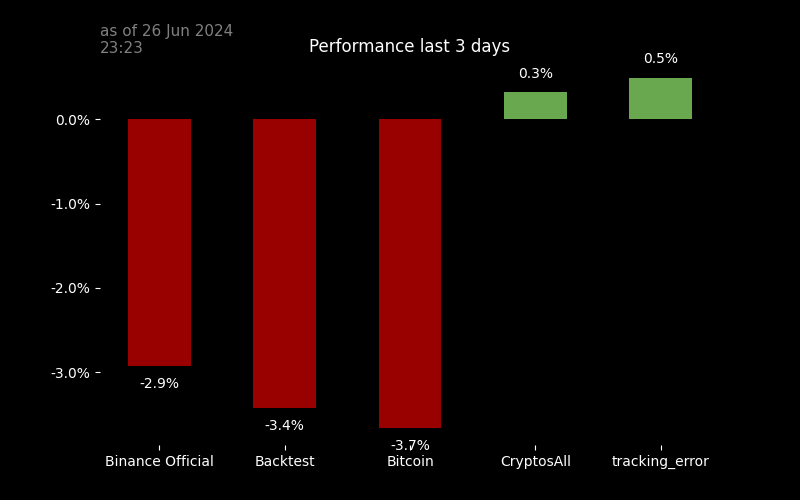 as of 26 Jun 2024
23:23
Performance last 3 days
0.3%
0.5%
0.0%
-1.0%
-2.0%
-3.0%
-2.9%
-3.4%
-3.7%
Binance Official
Backtest
Bitcoin
CryptosAll
tracking_error